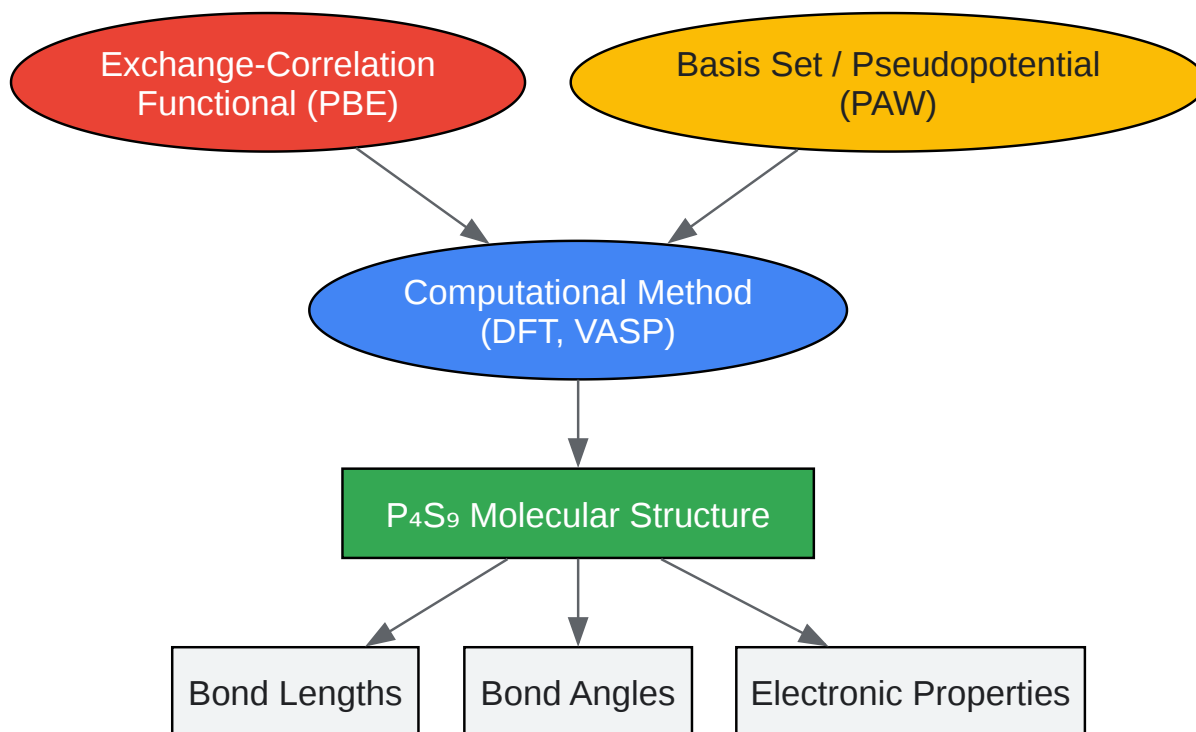 Exchange-Correlation
Functional (PBE)
Basis Set / Pseudopotential
(PAW)
Computational Method
(DFT, VASP)
P₄S₉ Molecular Structure
Bond Lengths
Bond Angles
Electronic Properties